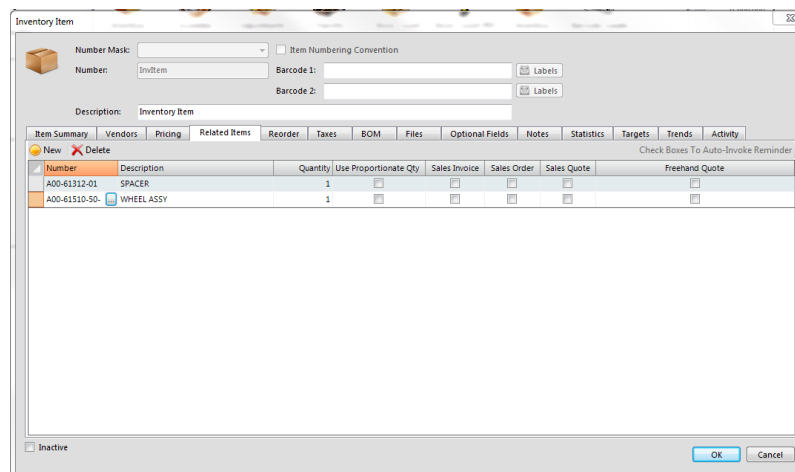 Inventory Item
Number Mask:
Item Numbering Convention
Number: InvItem Barcode 1: Labels
Barcode 2: Labels
Description: Inventory Item
Item Summary Vendors Pricing Related Items Reorder Taxes BOM Files Optional Fields Notes Statistics Targets Trends Activity
New Delete Check Boxes To Auto-Invoke Reminder
Number Description Quantity Use Proportionate Qty Sales Invoice Sales Order Sales Quote Freehand Quote
A00-61312-01 SPACER 1
A00-61510-50- ... WHEEL ASSY 1
Inactive
OK Cancel